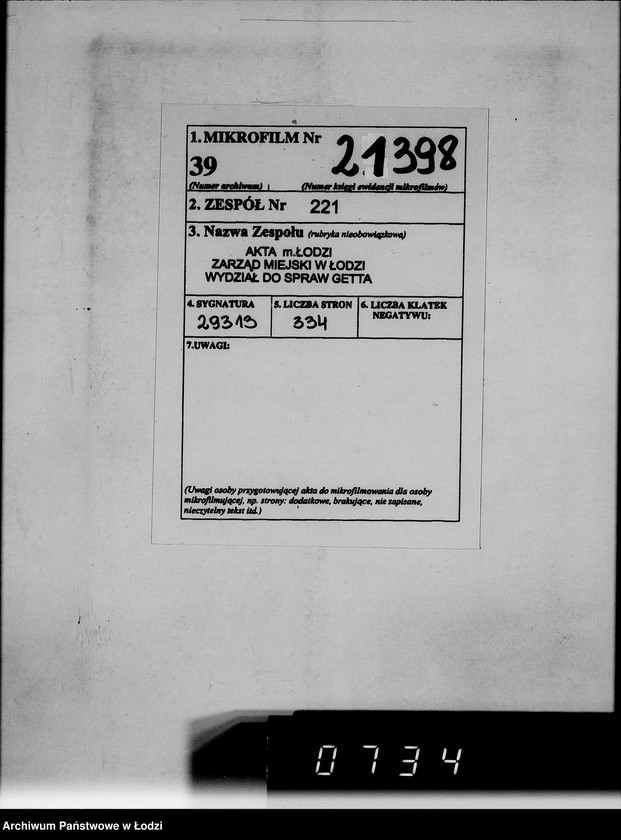 1. MIKROFILM Nr 21398
39
(Numer archiwum) (Numer księgi ewidencji mikrofilmów)
2. ZESPÓŁ Nr 221
3. Nazwa Zespołu (rubryka nieobowiązkowa)
AKTA m.ŁODZI
ZARZĄD MIEJSKI W ŁODZI
WYDZIAŁ DO SPRAW GETTA
4. SYGNATURA 5. LICZBA STRON 6. LICZBA KLATEK
NEGATYWU:
29313 334
7.UWAGI:
(Uwagi osoby przygotowującej akta do mikrofilmowania dla osoby
mikrofilmującej, np. strony: dodatkowe, brakujące, nie zapisane,
nieczytelny tekst itd.)
0734
Archiwum Państwowe w Łodzi